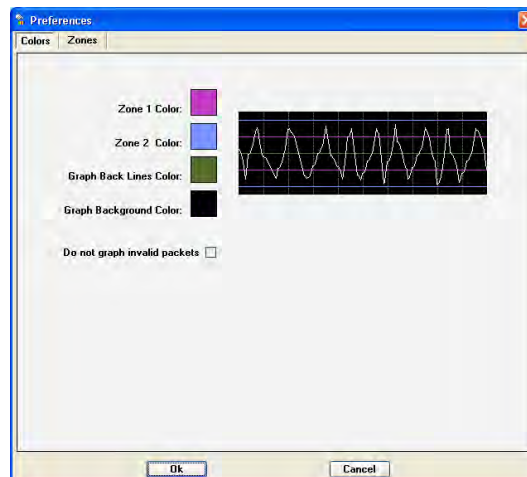 Preferences
Colors Zones
Zone 1 Color:
Zone 2 Color:
Graph Back Lines Color:
Graph Background Color:
Do not graph invalid packets
Ok Cancel